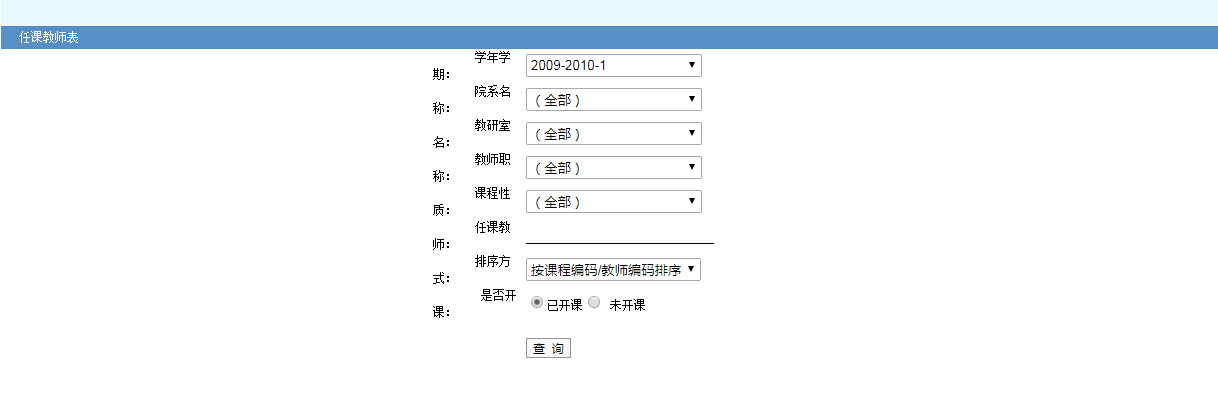 任课教师表
学年学
期： 2009-2010-1
院系名
称： （全部）
教研室
名： （全部）
教师职
称： （全部）
课程性
质： （全部）
任课教
师：
排序方
式： 按课程编码/教师编码排序
是否开
课： 已开课 未开课
查 询